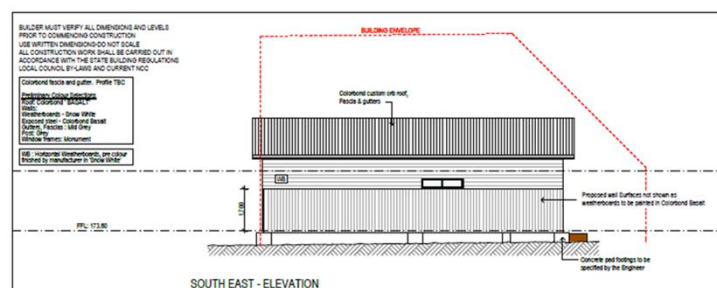 BUILDER MUST VERIFY ALL DIMENSIONS AND LEVELS
PRIOR TO COMMENCING CONSTRUCTION
USE WRITTEN DIMENSIONS-DO NOT SCALE
ALL CONSTRUCTION WORK SHALL BE CARRIED OUT IN
ACCORDANCE WITH THE STATE BUILDING REGULATIONS
LOCAL COUNCIL BY-LAWS AND CURRENT NCC
Colorbond fascia and gutter. Profile TBC
Preliminary Colour Selections
Roof: Colorbond "BASALT"
Walls:
Weatherboards - Snow White
Exposed steel - Colorbond Basalt
Gutters, Fascias : Mid Grey
Post: Grey
Window frames: Monument
WB : Horizontal Weatherboards, pre colour
finished by manufacturer in 'Snow White'
BUILDING ENVELOPE
Colorbond custom orb roof,
Fascia & gutters
WB
Proposed wall Surfaces not shown as
weatherboards to be painted in Colorbond Basalt
1700
FFL: 173.60
Concrete pad footings to be
specified by the Engineer
SOUTH EAST - ELEVATION